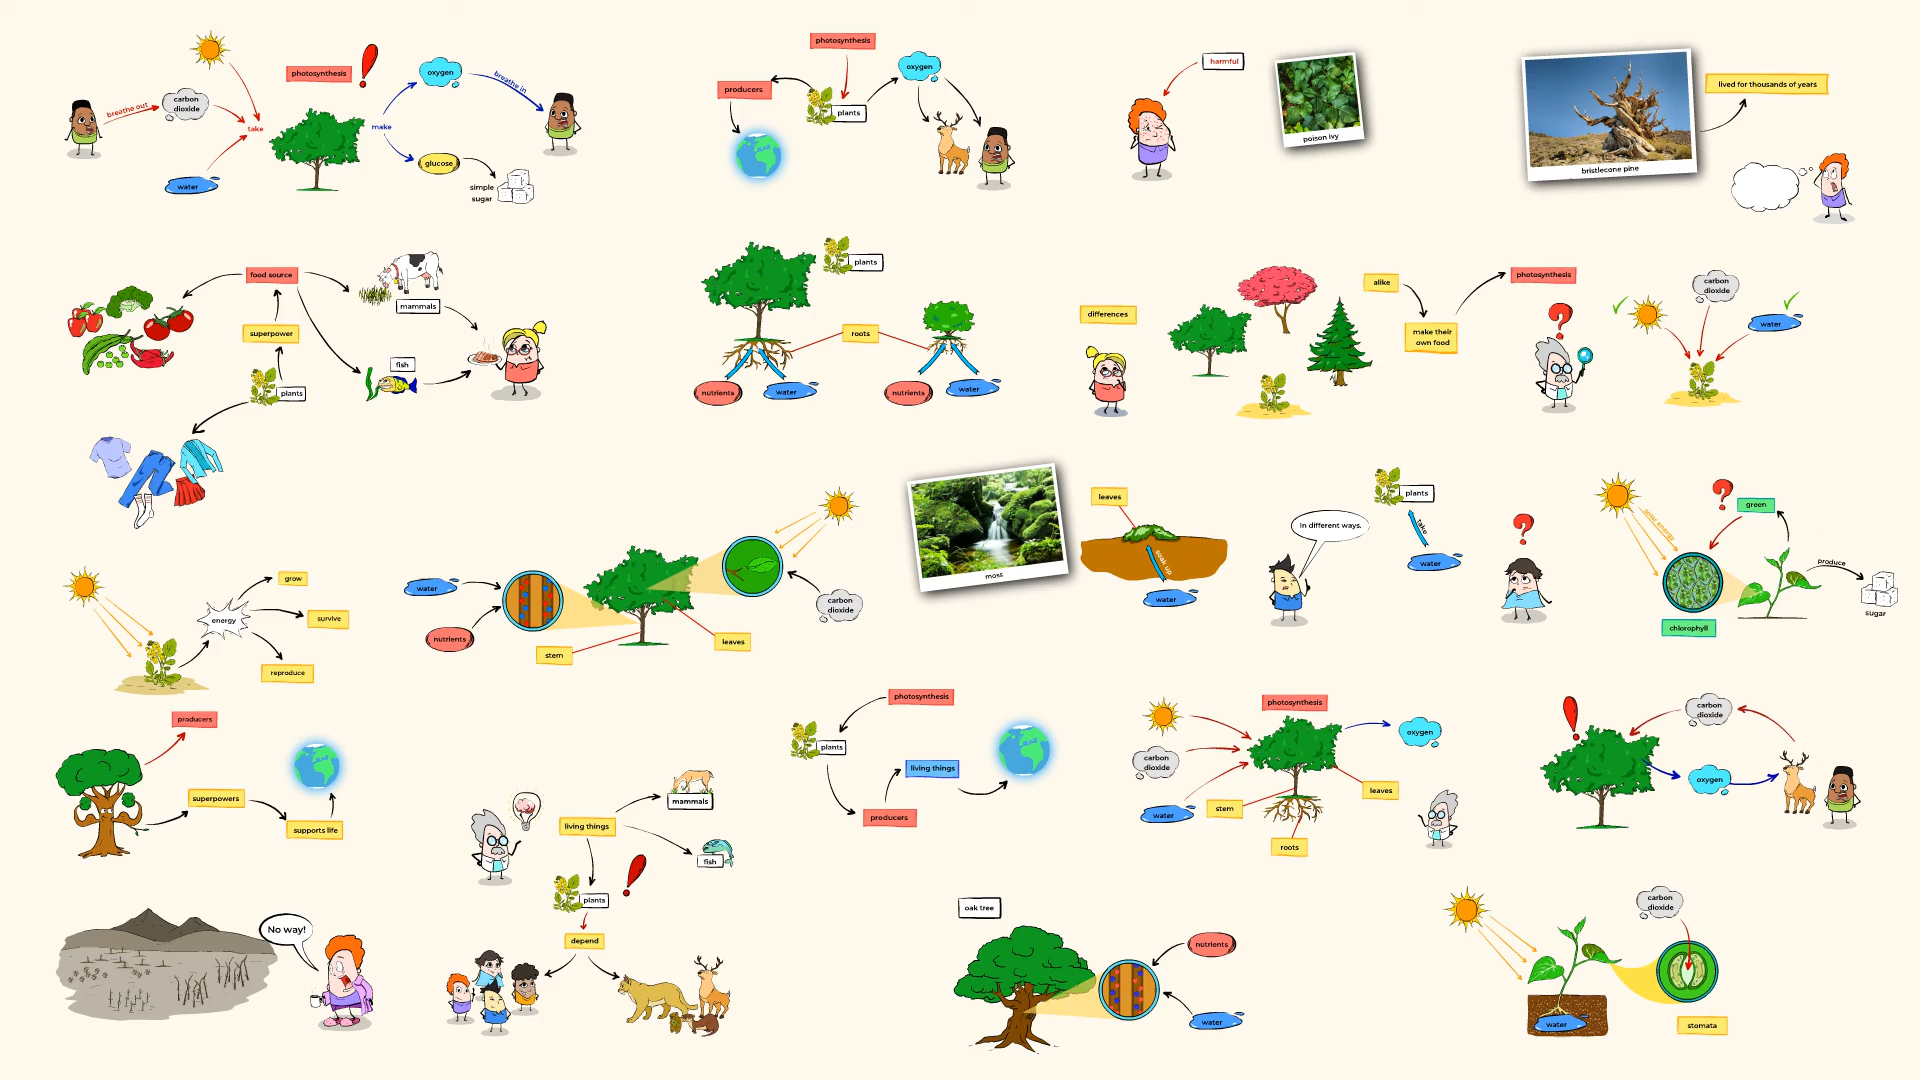 photosynthesis
oxygen
breathe in
breathe out
carbon
dioxide
take
make
glucose
water
simple
sugar
photosynthesis
oxygen
producers
plants
harmful
poison ivy
lived for thousands of years
bristlecone pine
food source
mammals
superpower
fish
plants
plants
roots
nutrients
water
nutrients
water
differences
alike
make their
own food
photosynthesis
carbon
dioxide
water
grow
energy
survive
reproduce
water
nutrients
stem
leaves
carbon
dioxide
moss
leaves
soak up
water
In different ways.
plants
take
water
solar energy
green
produce
sugar
chlorophyll
producers
superpowers
supports life
mammals
living things
fish
plants
depend
photosynthesis
plants
living things
producers
photosynthesis
carbon
dioxide
oxygen
water
stem
leaves
roots
carbon
dioxide
oxygen
No way!
oak tree
nutrients
water
carbon
dioxide
water
stomata